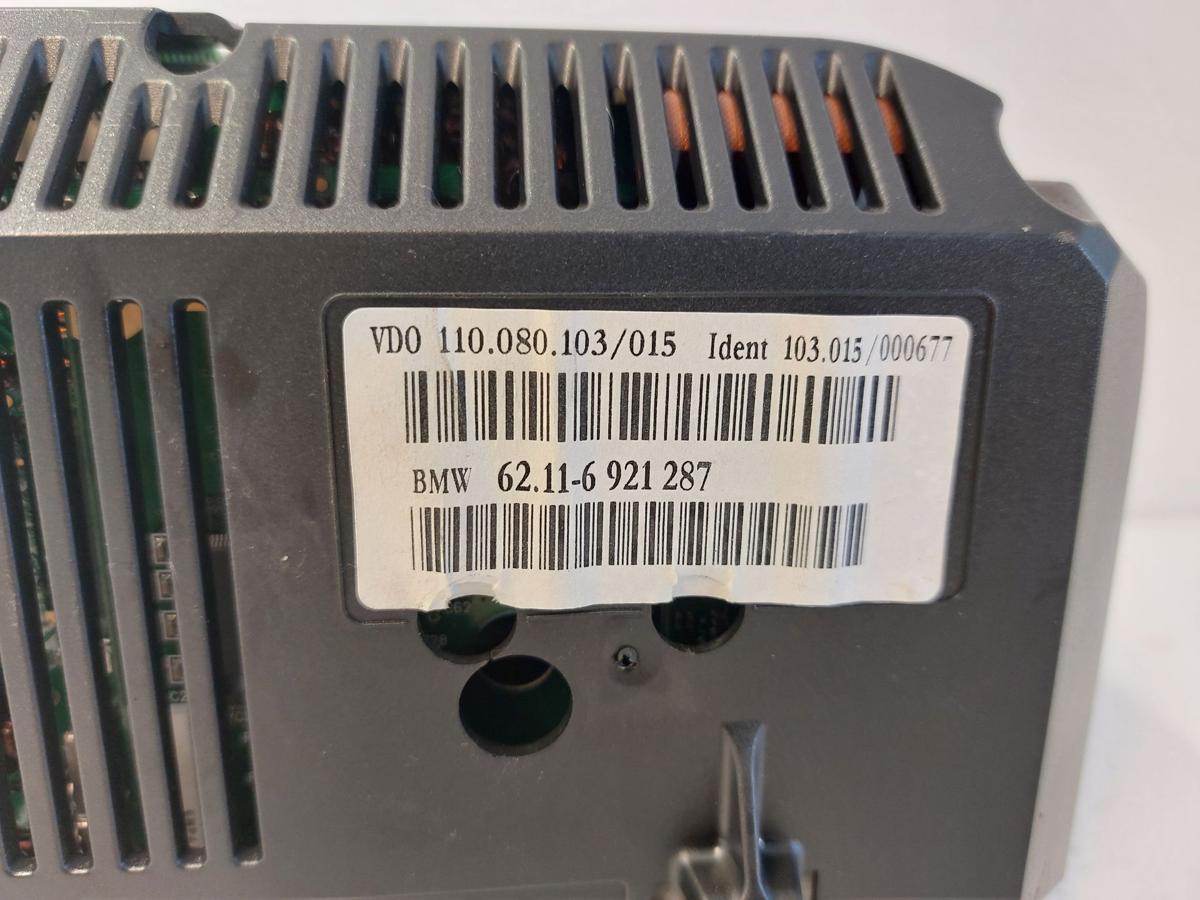 VDO 110.080.103/015 Ident 103.015/000677
BMW 62.11-6 921 287